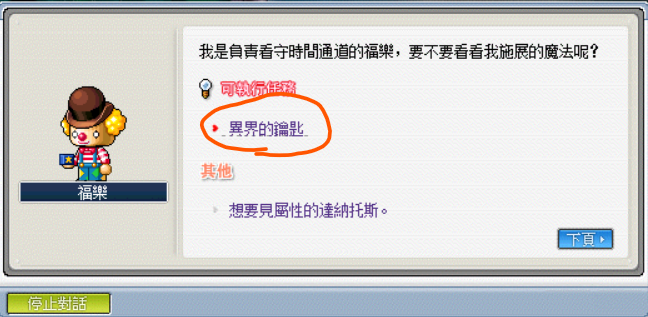 我是負責看守時間通道的福樂，要不要看看我施展的魔法呢？
可執行任務
異界的鑰匙
其他
福樂
想要見屬性的達納托斯。
下頁
停止對話